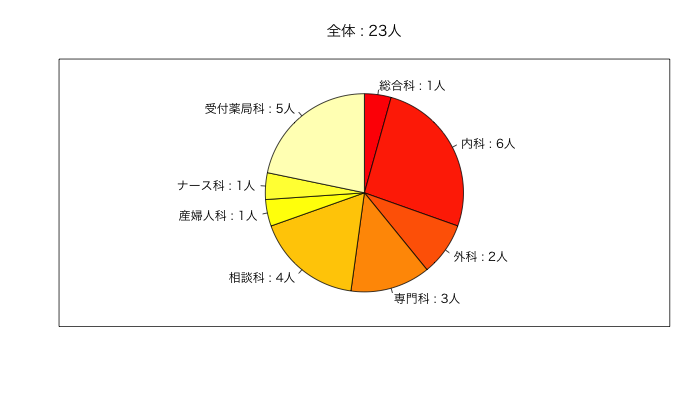 全体 : 23人
総合科 : 1人
内科 : 6人
外科 : 2人
専門科 : 3人
相談科 : 4人
産婦人科 : 1人
ナース科 : 1人
受付薬局科 : 5人